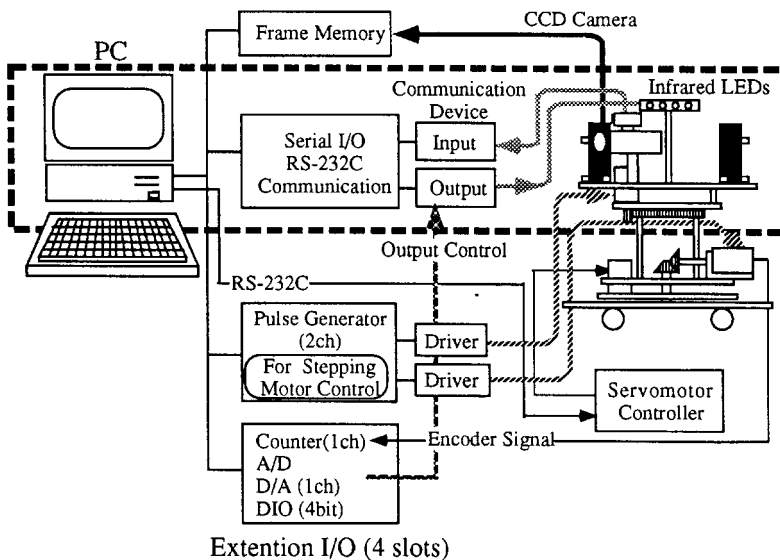 CCD Camera
Frame Memory
PC
Communication
Device
Infrared LEDs
Serial I/O
RS-232C
Communication
Input
Output
Output Control
RS-232C
Pulse Generator
(2ch)
For Stepping
Motor Control
Driver
Driver
Servomotor
Controller
Counter(1ch)
A/D
D/A (1ch)
DIO (4bit)
Encoder Signal
Extention I/O (4 slots)